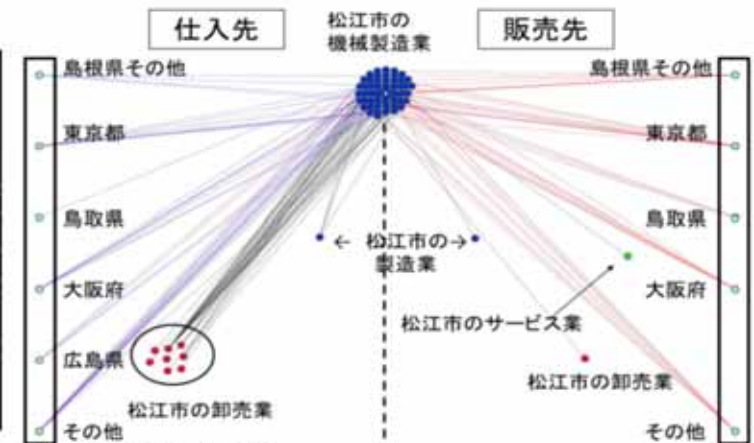 仕入先
松江市の
機械製造業
販売先
島根県その他
東京都
鳥取県
大阪府
広島県
その他
松江市の卸売業
← 松江市の→
製造業
松江市のサービス業
松江市の卸売業
島根県その他
東京都
鳥取県
大阪府
その他